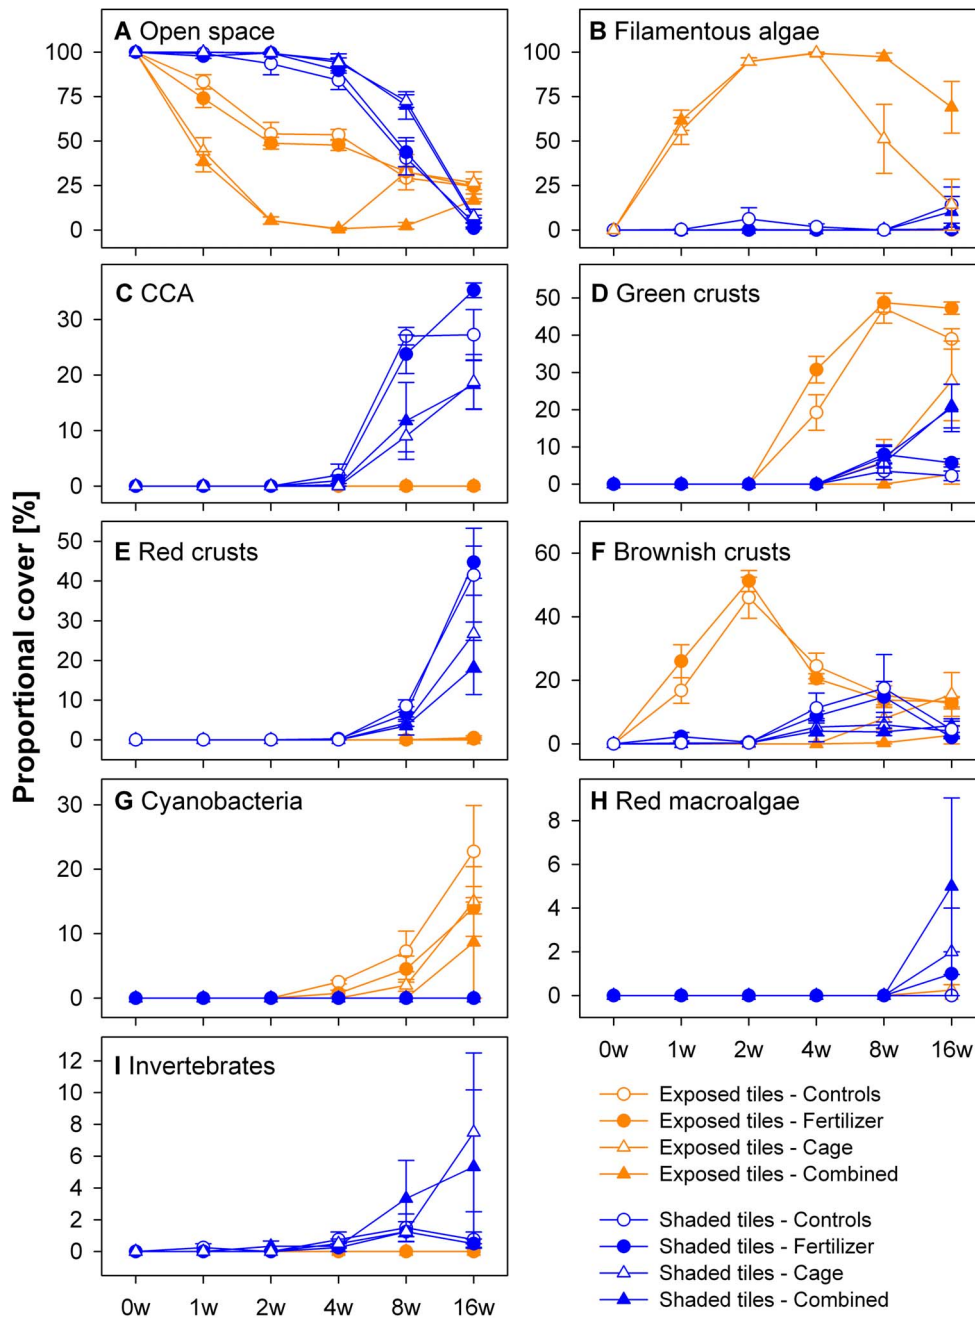 A Open space
100
75
50
25
0
B Filamentous algae
100
75
50
25
0
C CCA
30
20
10
0
D Green crusts
50
40
30
20
10
0
Proportional cover [%]
E Red crusts
50
40
30
20
10
0
F Brownish crusts
60
40
20
0
G Cyanobacteria
30
20
10
0
H Red macroalgae
8
6
4
2
0
0w 1w 2w 4w 8w 16w
I Invertebrates
12
10
8
6
4
2
0
0w 1w 2w 4w 8w 16w
Exposed tiles - Controls
Exposed tiles - Fertilizer
Exposed tiles - Cage
Exposed tiles - Combined
Shaded tiles - Controls
Shaded tiles - Fertilizer
Shaded tiles - Cage
Shaded tiles - Combined